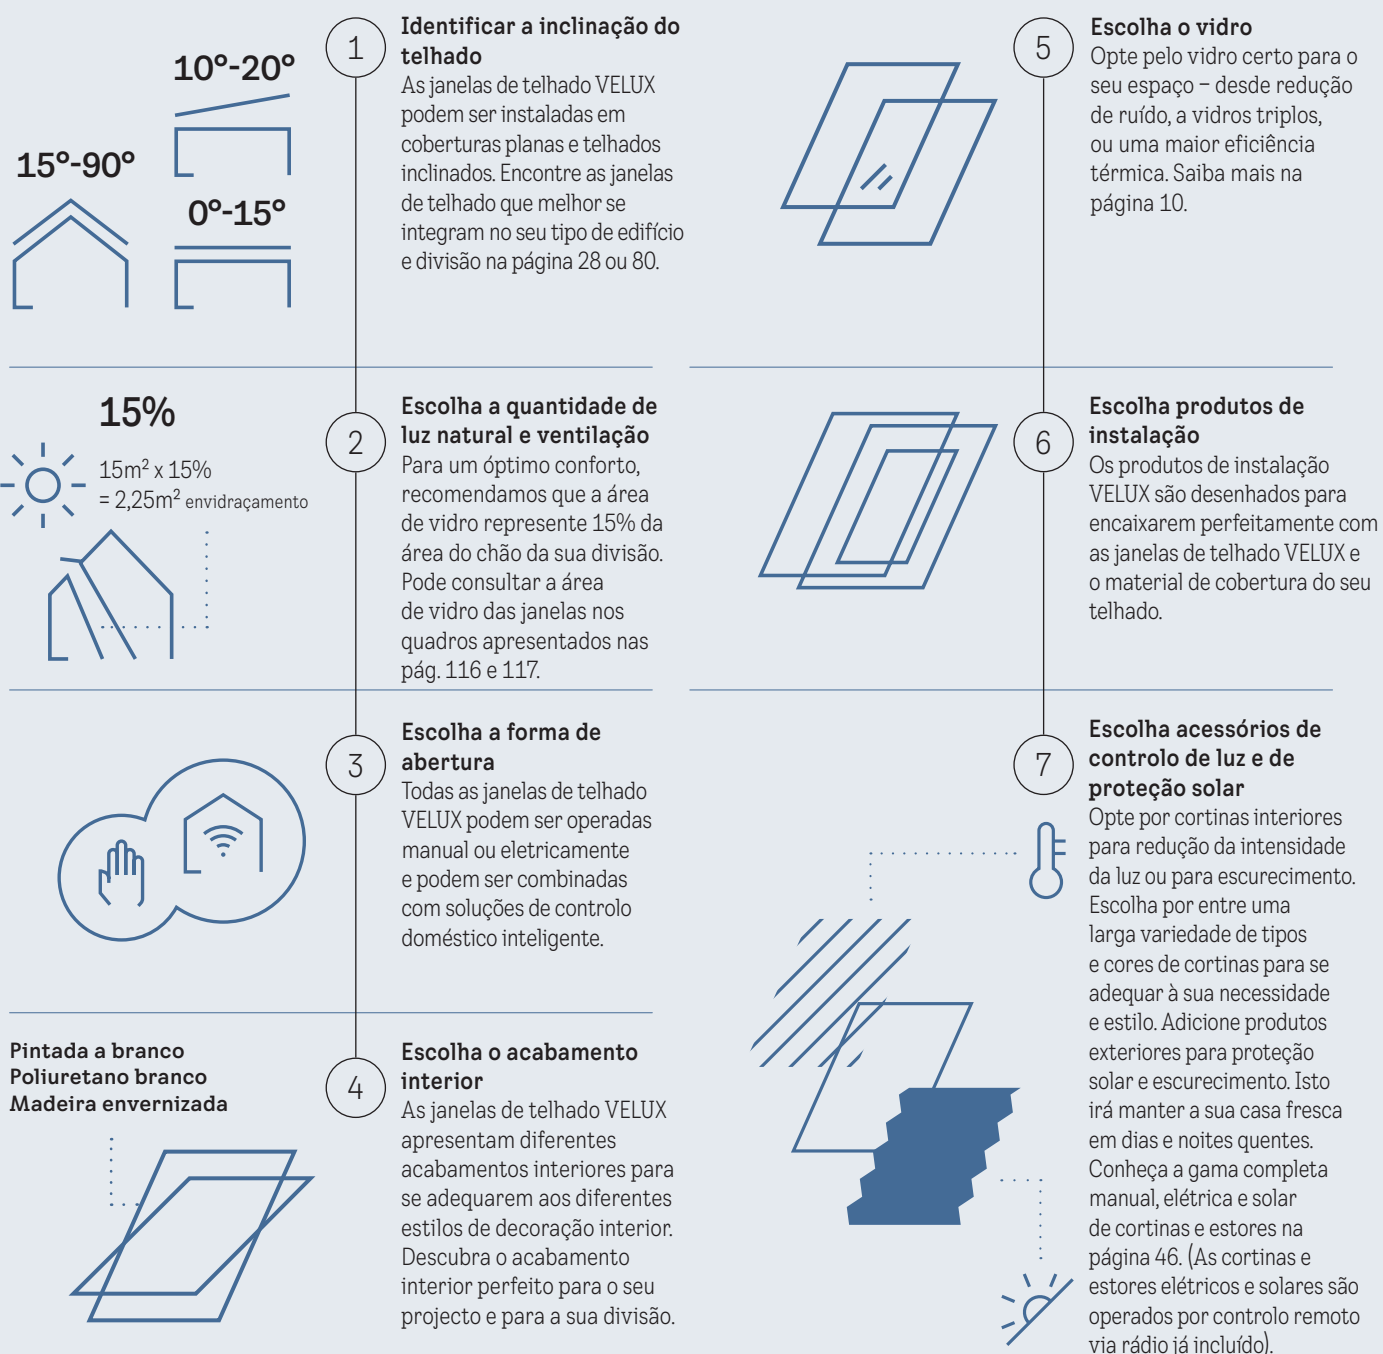 10°-20°
15°-90°
0°-15°
1
Identificar a inclinação do
telhado
As janelas de telhado VELUX
podem ser instaladas em
coberturas planas e telhados
inclinados. Encontre as janelas
de telhado que melhor se
integram no seu tipo de edifício
e divisão na página 28 ou 80.
15%
15m² x 15%
= 2,25m² envidraçamento
2
Escolha a quantidade de
luz natural e ventilação
Para um óptimo conforto,
recomendamos que a área
de vidro represente 15% da
área do chão da sua divisão.
Pode consultar a área
de vidro das janelas nos
quadros apresentados nas
pág. 116 e 117.
3
Escolha a forma de
abertura
Todas as janelas de telhado
VELUX podem ser operadas
manual ou eletricamente
e podem ser combinadas
com soluções de controlo
doméstico inteligente.
Pintada a branco
Poliuretano branco
Madeira envernizada
4
Escolha o acabamento
interior
As janelas de telhado VELUX
apresentam diferentes
acabamentos interiores para
se adequarem aos diferentes
estilos de decoração interior.
Descubra o acabamento
interior perfeito para o seu
projecto e para a sua divisão.
5
Escolha o vidro
Opte pelo vidro certo para o
seu espaço – desde redução
de ruído, a vidros triplos,
ou uma maior eficiência
térmica. Saiba mais na
página 10.
6
Escolha produtos de
instalação
Os produtos de instalação
VELUX são desenhados para
encaixarem perfeitamente com
as janelas de telhado VELUX e
o material de cobertura do seu
telhado.
7
Escolha acessórios de
controlo de luz e de
proteção solar
Opte por cortinas interiores
para redução da intensidade
da luz ou para escurecimento.
Escolha por entre uma
larga variedade de tipos
e cores de cortinas para se
adequar à sua necessidade
e estilo. Adicione produtos
exteriores para proteção
solar e escurecimento. Isto
irá manter a sua casa fresca
em dias e noites quentes.
Conheça a gama completa
manual, elétrica e solar
de cortinas e estores na
página 46. (As cortinas e
estores elétricos e solares são
operados por controlo remoto
via rádio já incluído).